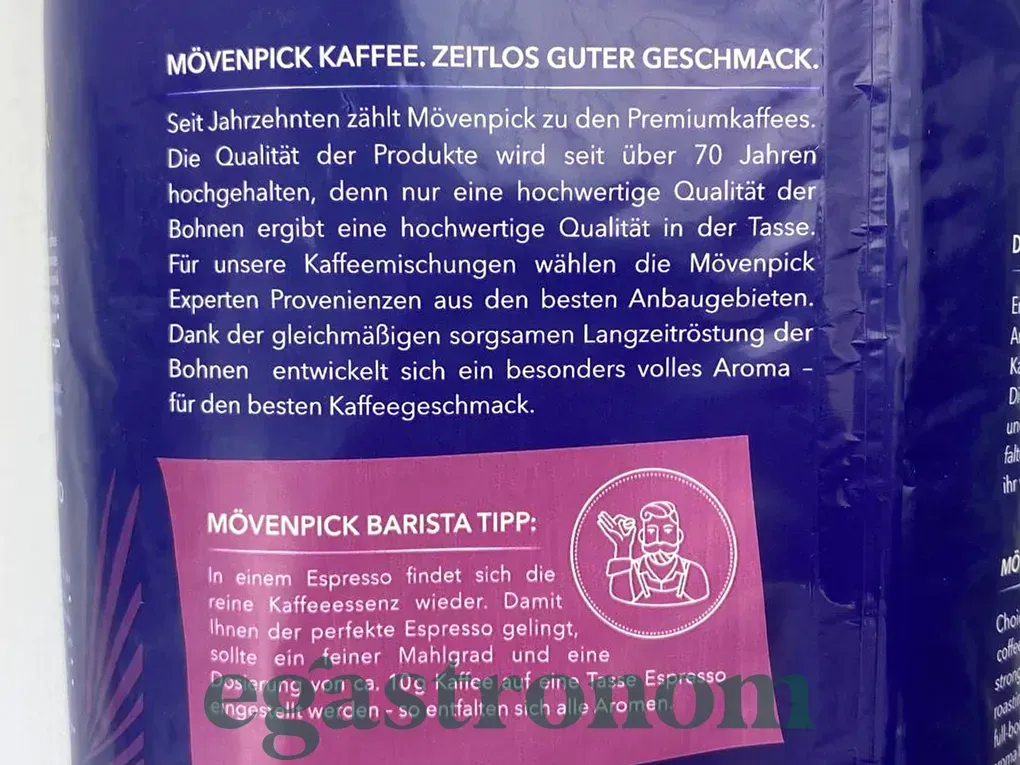 MÖVENPICK KAFFEE. ZEITLOS GUTER GESCHMACK.
Seit Jahrzehnten zählt Mövenpick zu den Premiumkaffees.
Die Qualität der Produkte wird seit über 70 Jahren
hochgehalten, denn nur eine hochwertige Qualität der
Bohnen ergibt eine hochwertige Qualität in der Tasse.
Für unsere Kaffeemischungen wählen die Mövenpick
Experten Provenienzen aus den besten Anbaugebieten.
Dank der gleichmäßigen sorgsamen Langzeitröstung der
Bohnen entwickelt sich ein besonders volles Aroma –
für den besten Kaffeegeschmack.
MÖVENPICK BARISTA TIPP:
In einem Espresso findet sich die
reine Kaffeeessenz wieder. Damit
Ihnen der perfekte Espresso gelingt,
sollte ein feiner Mahlgrad und eine
Dosierung von ca. 10g Kaffee auf eine Tasse Espresso
eingestellt werden – so entfalten sich alle Aromen.
egastronom